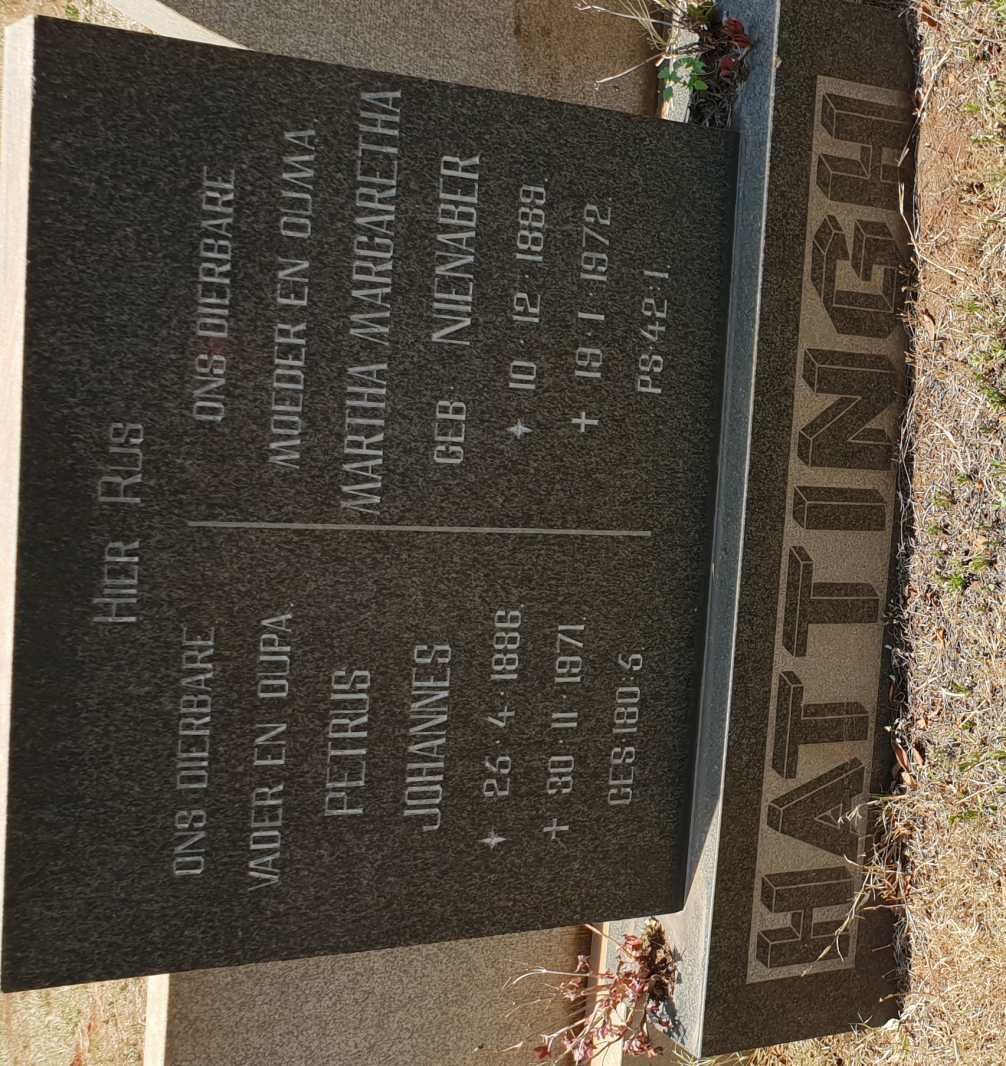 HIER RUS
ONS DIERBARE
VADER EN OUPA.
PETRUS
JOHANNES
26·4·1886.
30·11·1971.
GES 180:5
ONS DIERBARE
MOEDER EN OUMA.
MARTHA MARGARETHA
GEB. NIENABER
10·12·1889.
19·1·1972.
PS 42:1.
HATTINGH